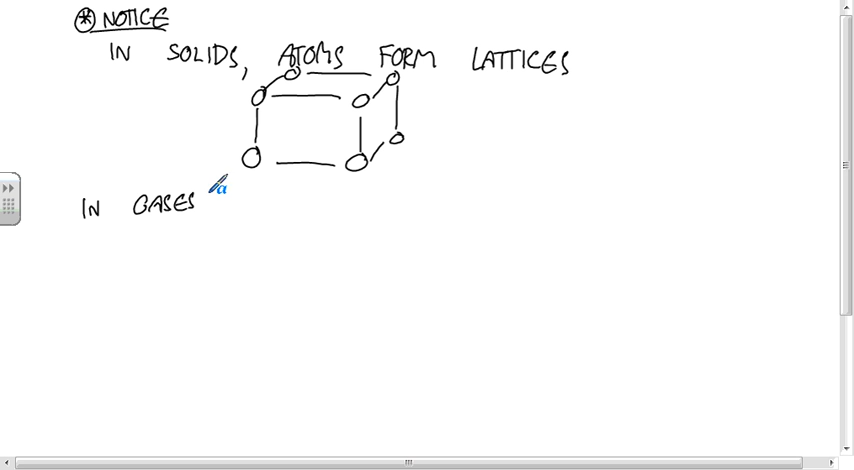 * NOTICE
IN SOLIDS, ATOMS FORM LATTICES
IN GASES